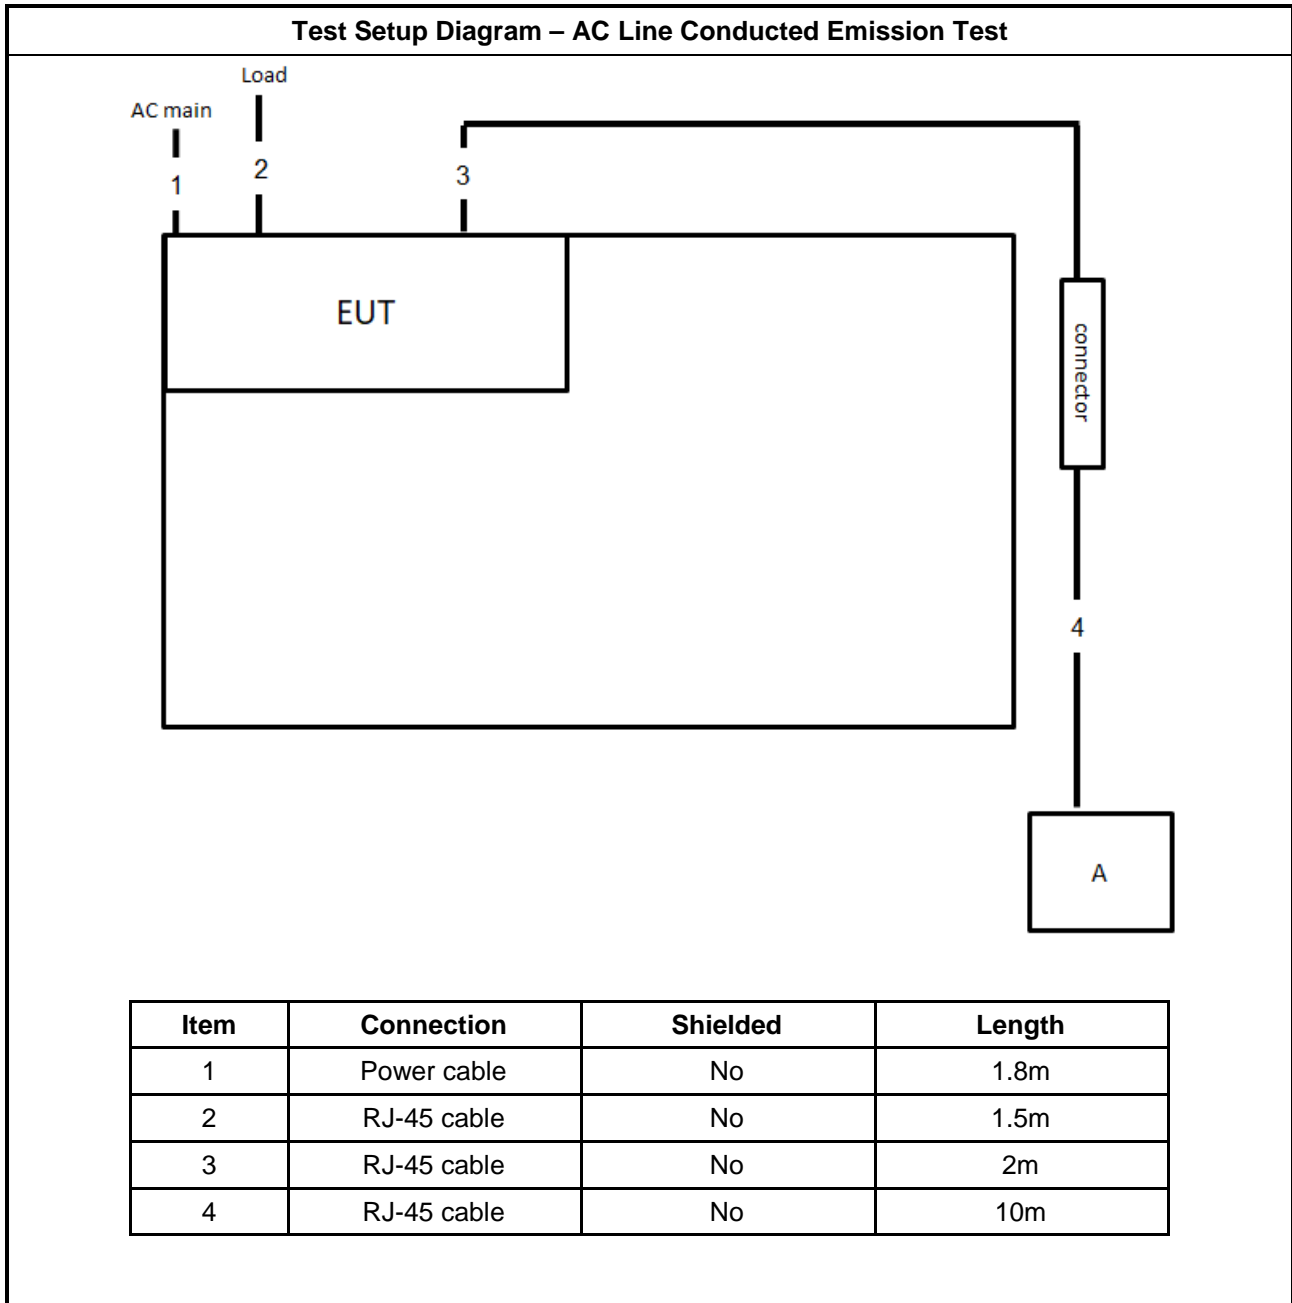 Test Setup Diagram – AC Line Conducted Emission Test
Load
AC main
1
2
3
EUT
connector
4
A
Item Connection Shielded Length
1 Power cable No 1.8m
2 RJ-45 cable No 1.5m
3 RJ-45 cable No 2m
4 RJ-45 cable No 10m